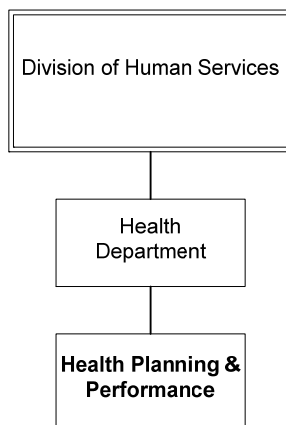 Division of Human Services
Health
Department
Health Planning &
Performance